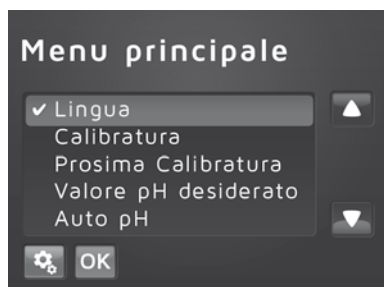 Menu principale
Lingua
Calibratura
Prosima Calibratura
Valore pH desiderato
Auto pH
OK